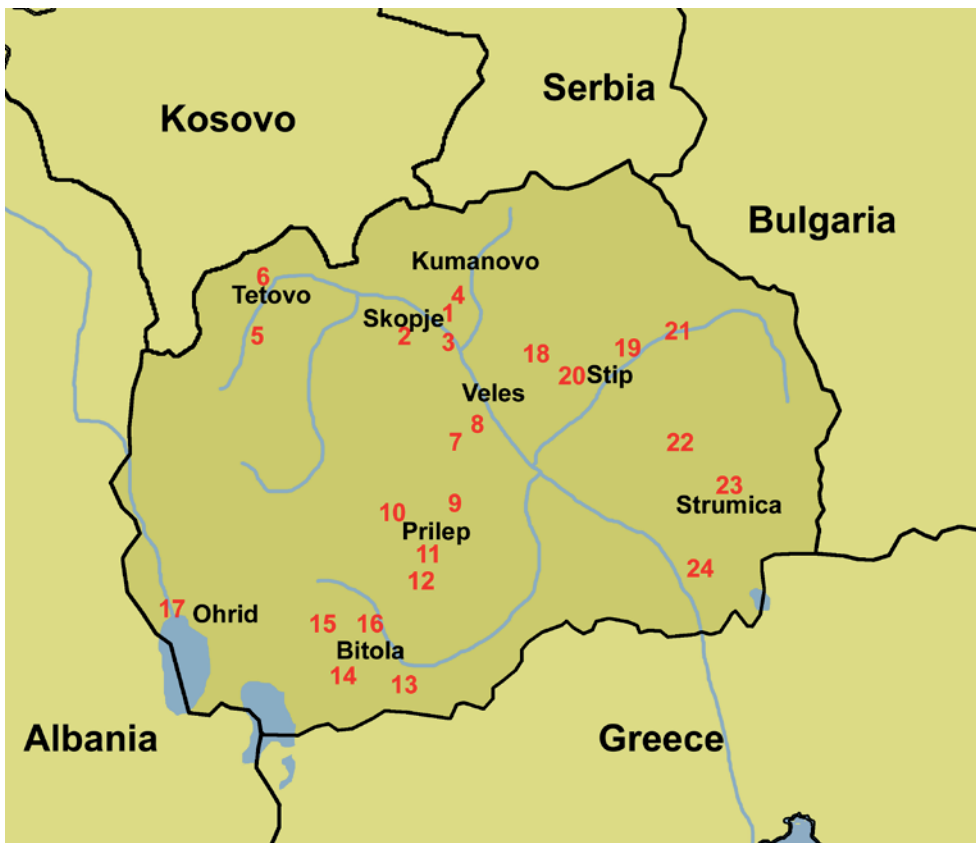 Serbia
Kosovo
Bulgaria
Kumanovo
6
Tetovo
4
1
Skopje
5
2
3
21
18
19
20
Stip
Veles
8
7
22
23
9
Strumica
10
Prilep
11
24
12
17
Ohrid
15
16
Bitola
14
13
Albania
Greece